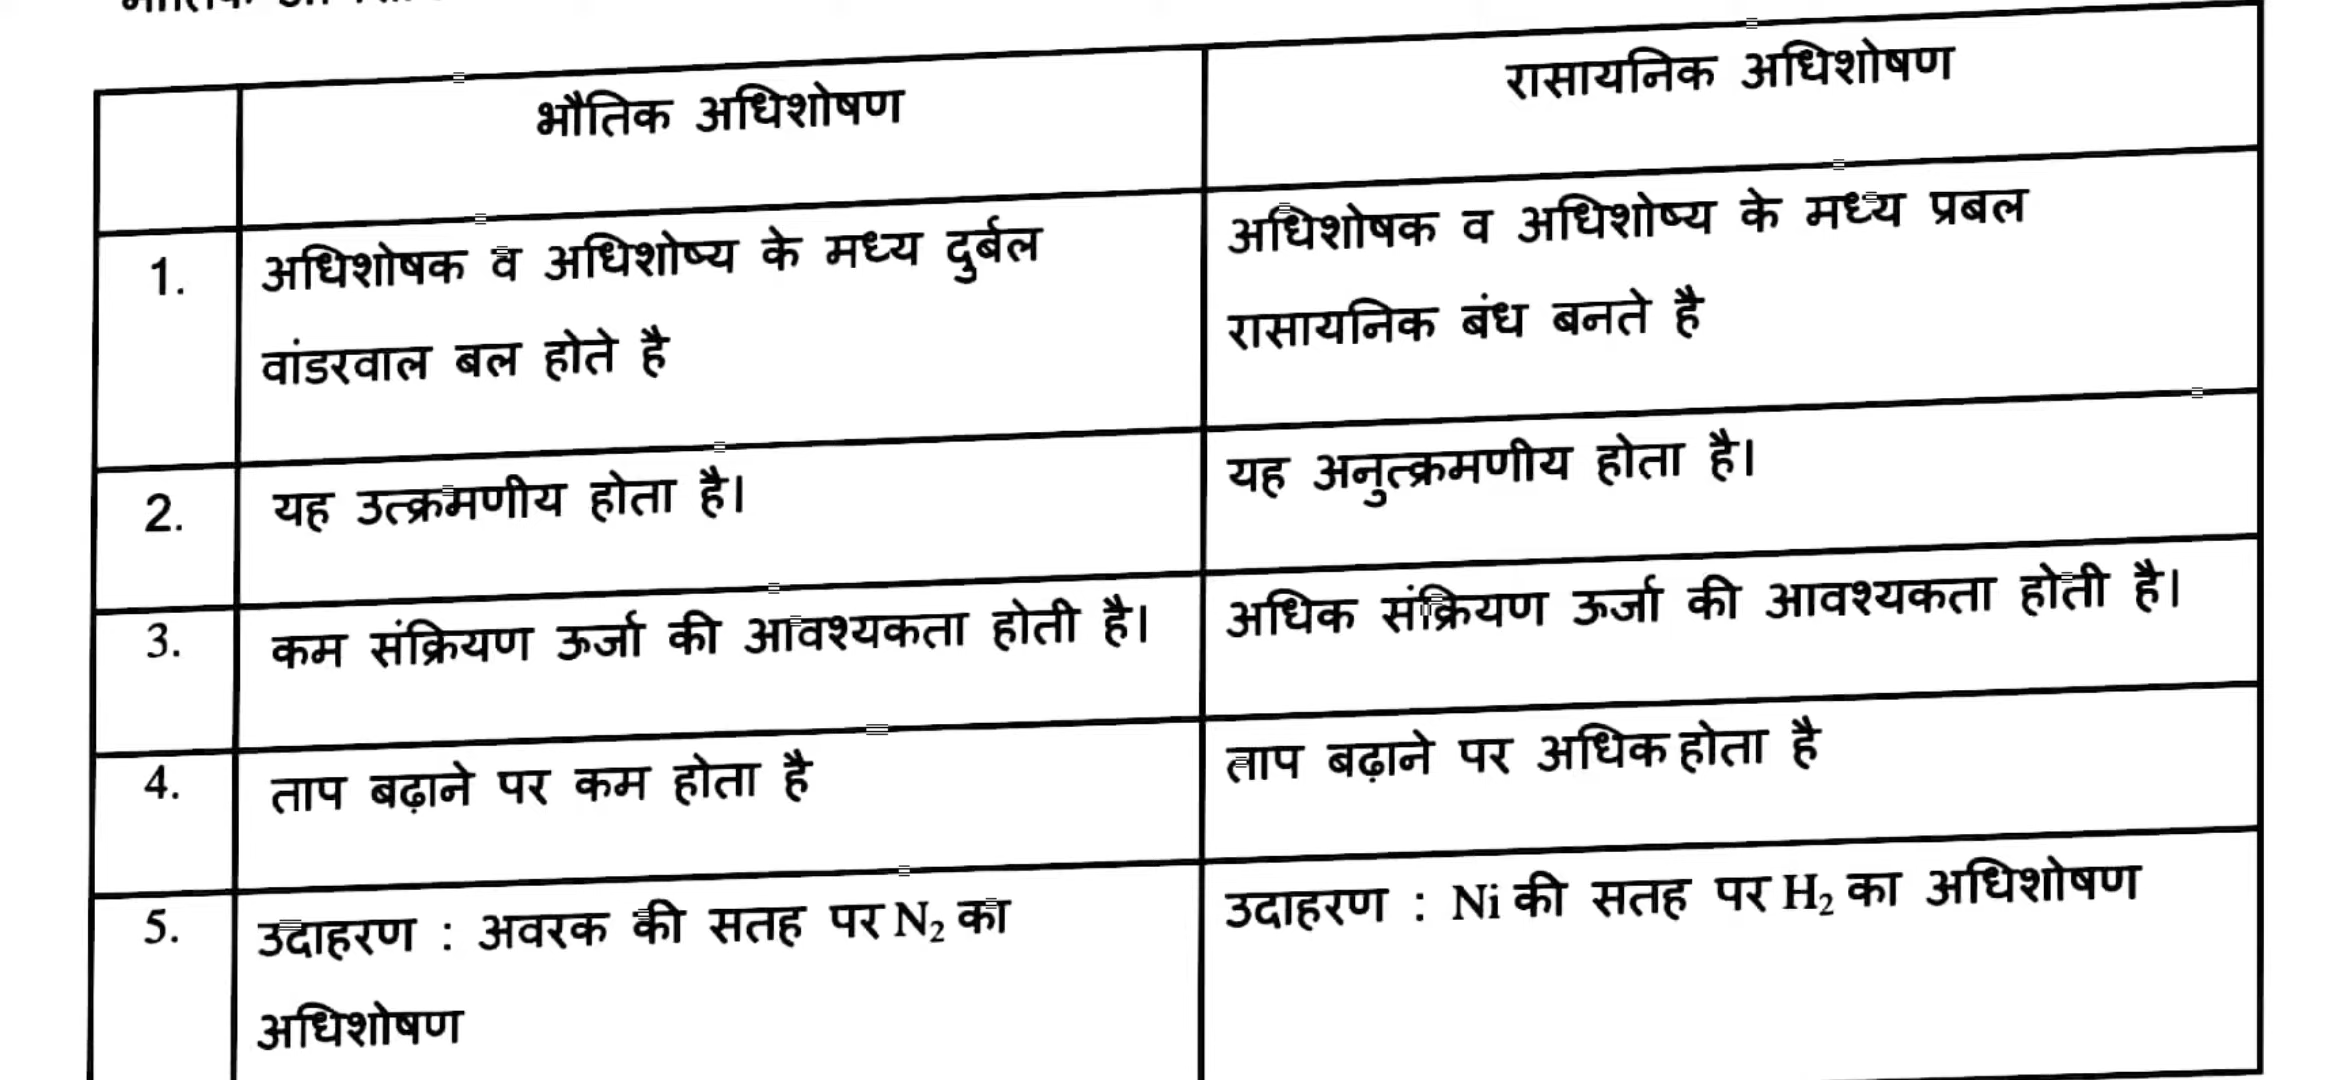 भौतिक अधिशोषण
रासायनिक अधिशोषण
1.
अधिशोषक व अधिशोष्य के मध्य दुर्बल
वांडरवाल बल होते है
अधिशोषक व अधिशोष्य के मध्य प्रबल
रासायनिक बंध बनते है
2.
यह उत्क्रमणीय होता है।
यह अनुत्क्रमणीय होता है।
3.
कम संक्रियण ऊर्जा की आवश्यकता होती है।
अधिक संक्रियण ऊर्जा की आवश्यकता होती है।
4.
ताप बढ़ाने पर कम होता है
ताप बढ़ाने पर अधिक होता है
5.
उदाहरण : अवरक की सतह पर N₂ का
अधिशोषण
उदाहरण : Ni की सतह पर H₂ का अधिशोषण